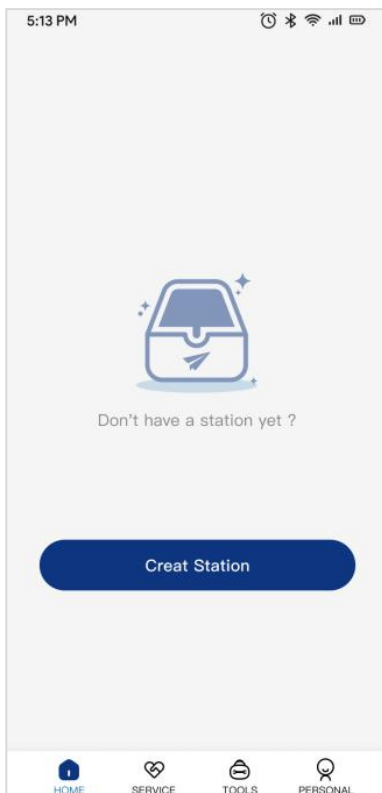 5:13 PM
Don't have a station yet ?
Creat Station
HOME SERVICE TOOLS PERSONAL